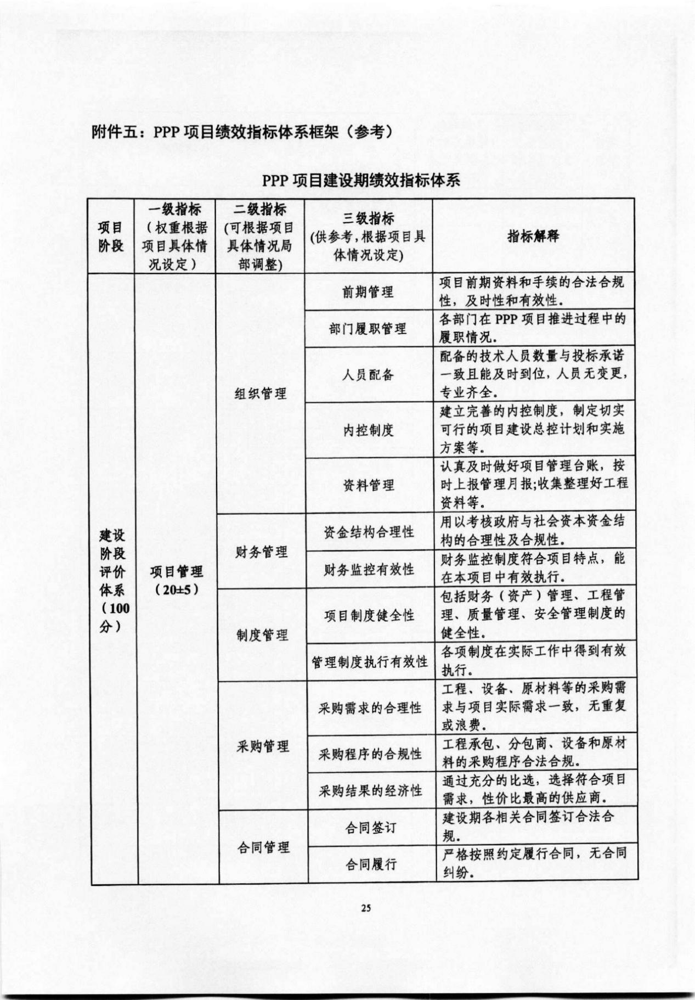 附件五：PPP 项目绩效指标体系框架（参考）
PPP 项目建设期绩效指标体系
项目
阶段
一级指标
（权重根据
项目具体情
况设定）
二级指标
(可根据项目
具体情况局
部调整)
三级指标
(供参考,根据项目具
体情况设定)
指标解释
建设
阶段
评价
体系
（100
分）
项目管理
（20±5）
组织管理
前期管理
项目前期资料和手续的合法合规
性，及时性和有效性。
部门履职管理
各部门在 PPP 项目推进过程中的
履职情况。
人员配备
配备的技术人员数量与投标承诺
一致且能及时到位,人员无变更,
专业齐全。
内控制度
建立完善的内控制度，制定切实
可行的项目建设总控计划和实施
方案等。
资料管理
认真及时做好项目管理台账，按
时上报管理月报;收集整理好工程
资料等。
财务管理
资金结构合理性
用以考核政府与社会资本资金结
构的合理性及合规性。
财务监控有效性
财务监控制度符合项目特点，能
在本项目中有效执行。
制度管理
项目制度健全性
包括财务（资产）管理、工程管
理、质量管理、安全管理制度的
健全性。
管理制度执行有效性
各项制度在实际工作中得到有效
执行。
采购管理
采购需求的合理性
工程、设备、原材料等的采购需
求与项目实际需求一致，无重复
或浪费。
采购程序的合规性
工程承包、分包商、设备和原材
料的采购程序合法合规。
采购结果的经济性
通过充分的比选，选择符合项目
需求，性价比最高的供应商。
合同管理
合同签订
建设期各相关合同签订合法合
规。
合同履行
严格按照约定履行合同，无合同
纠纷。
25